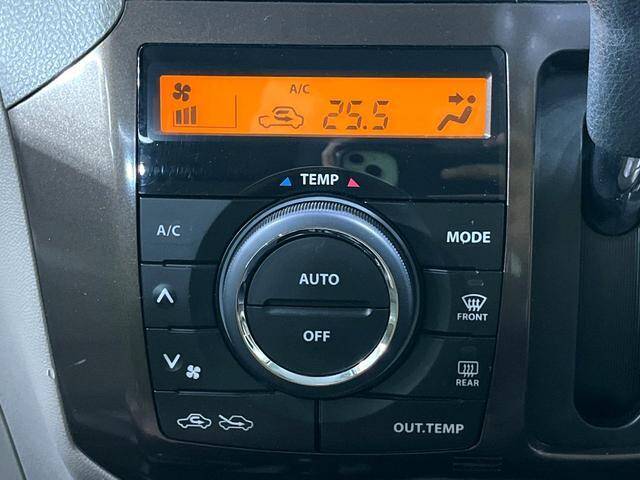 A/C
25.5
TEMP
A/C
MODE
AUTO
OFF
FRONT
REAR
OUT.TEMP